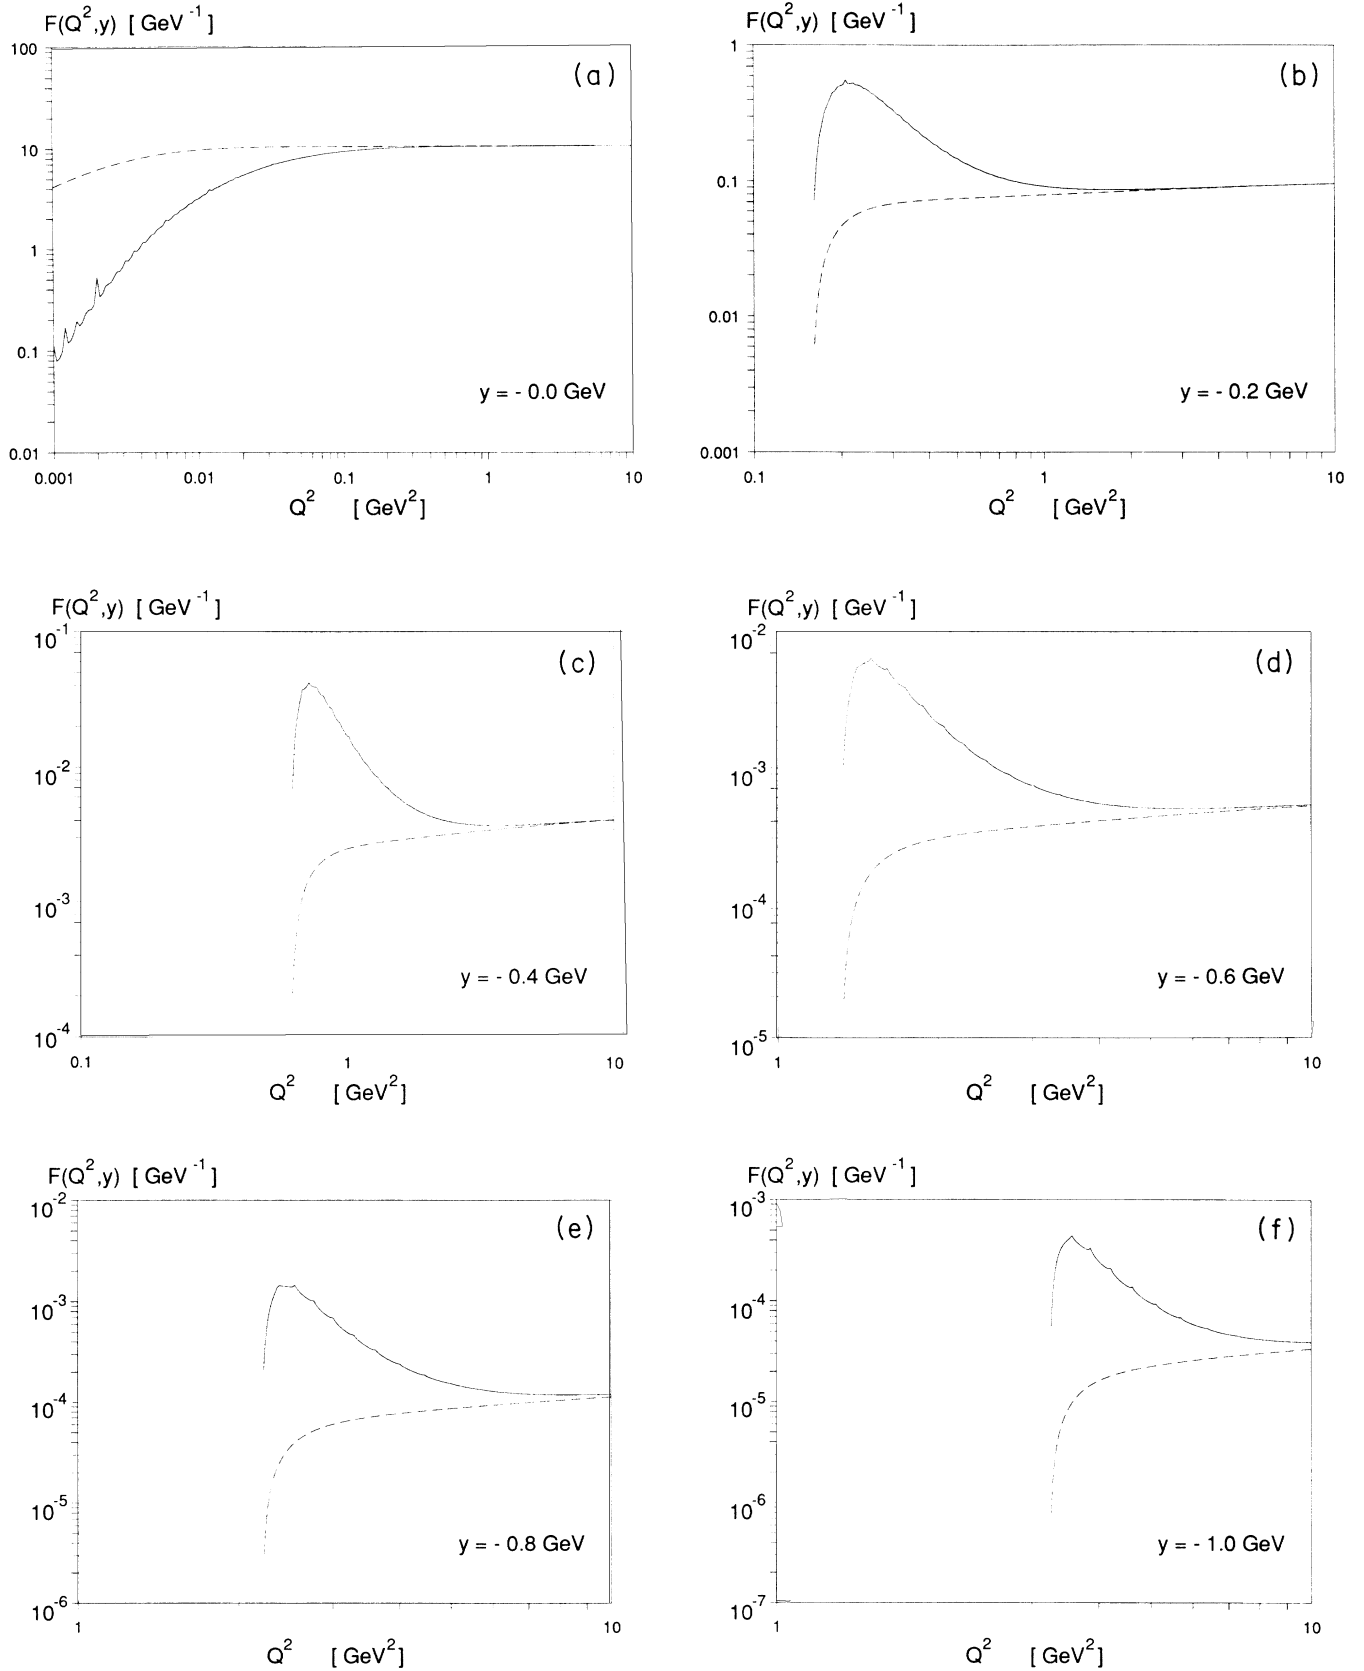 F(Q²,y) [ GeV⁻¹ ]
(a)
100
10
1
0.1
0.01
y = - 0.0 GeV
0.001 0.01 0.1 1 10
Q² [ GeV² ]
F(Q²,y) [ GeV⁻¹ ]
(b)
1
0.1
0.01
0.001
y = - 0.2 GeV
0.1 1 10
Q² [ GeV² ]
F(Q²,y) [ GeV⁻¹ ]
(c)
10⁻¹
10⁻²
10⁻³
10⁻⁴
y = - 0.4 GeV
0.1 1 10
Q² [ GeV² ]
F(Q²,y) [ GeV⁻¹ ]
(d)
10⁻²
10⁻³
10⁻⁴
10⁻⁵
y = - 0.6 GeV
1 10
Q² [ GeV² ]
F(Q²,y) [ GeV⁻¹ ]
(e)
10⁻²
10⁻³
10⁻⁴
10⁻⁵
10⁻⁶
y = - 0.8 GeV
1 10
Q² [ GeV² ]
F(Q²,y) [ GeV⁻¹ ]
(f)
10⁻³
10⁻⁴
10⁻⁵
10⁻⁶
10⁻⁷
y = - 1.0 GeV
1 10
Q² [ GeV² ]